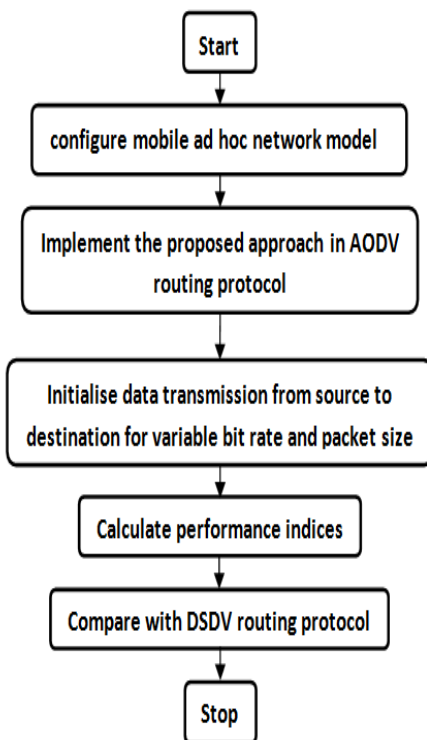 Start
configure mobile ad hoc network model
Implement the proposed approach in AODV
routing protocol
Initialise data transmission from source to
destination for variable bit rate and packet size
Calculate performance indices
Compare with DSDV routing protocol
Stop